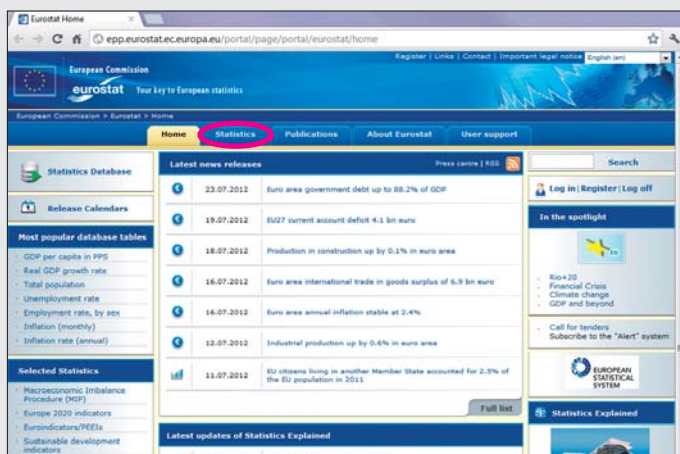 Eurostat Home
epp.eurostat.ec.europa.eu/portal/page/portal/eurostat/home
Register | Links | Contact | Important legal notice English (en)
European Commission
eurostat Your key to European statistics
European Commission > Eurostat > Home
Home Statistics Publications About Eurostat User support
Statistics Database
Release Calendars
Most popular database tables
GDP per capita in PPS
Real GDP growth rate
Total population
Unemployment rate
Employment rate, by sex
Inflation (monthly)
Inflation rate (annual)
Selected Statistics
Macroeconomic Imbalance
Procedure (MIP)
Europe 2020 indicators
Euroindicators/PEEIs
Sustainable development
indicators
Latest news releases Press centre | RSS
23.07.2012 Euro area government debt up to 88.2% of GDP
19.07.2012 EU27 current account deficit 4.1 bn euro
18.07.2012 Production in construction up by 0.1% in euro area
16.07.2012 Euro area international trade in goods surplus of 6.9 bn euro
16.07.2012 Euro area annual inflation stable at 2.4%
12.07.2012 Industrial production up by 0.6% in euro area
11.07.2012 EU citizens living in another Member State accounted for 2.5% of
the EU population in 2011
Full list
Latest updates of Statistics Explained
Search
Log in | Register | Log off
In the spotlight
Rio+20
Financial Crisis
Climate change
GDP and beyond
Call for tenders
Subscribe to the "Alert" system
EUROPEAN
STATISTICAL
SYSTEM
Statistics Explained